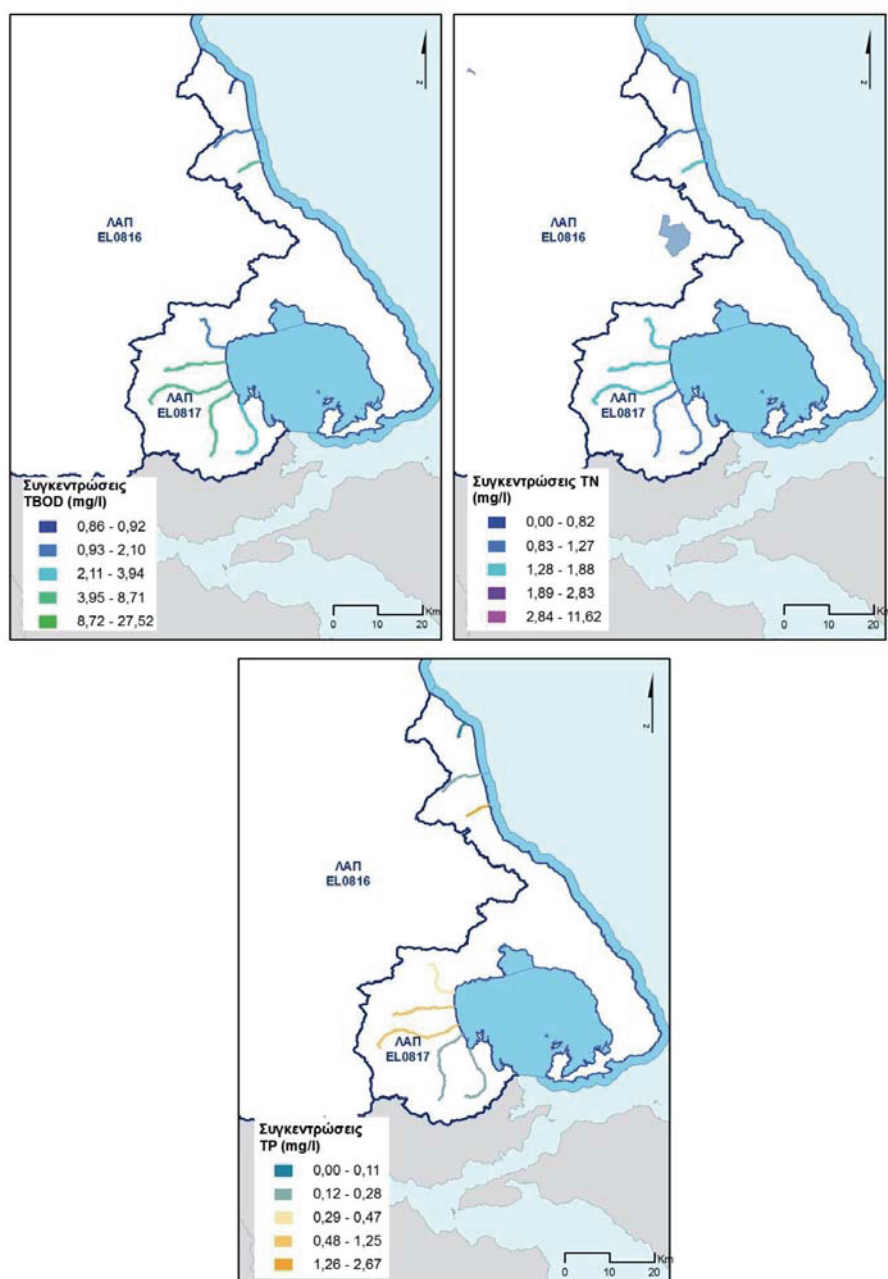 z
ΛΑΠ
EL0816
ΛΑΠ
EL0817
Συγκεντρώσεις
TBOD (mg/l)
0,86 - 0,92
0,93 - 2,10
2,11 - 3,94
3,95 - 8,71
8,72 - 27,52
Km
0 10 20
z
ΛΑΠ
EL0816
ΛΑΠ
EL0817
Συγκεντρώσεις TN
(mg/l)
0,00 - 0,82
0,83 - 1,27
1,28 - 1,88
1,89 - 2,83
2,84 - 11,62
Km
0 10 20
z
ΛΑΠ
EL0816
ΛΑΠ
EL0817
Συγκεντρώσεις
TP (mg/l)
0,00 - 0,11
0,12 - 0,28
0,29 - 0,47
0,48 - 1,25
1,26 - 2,67
Km
0 10 20